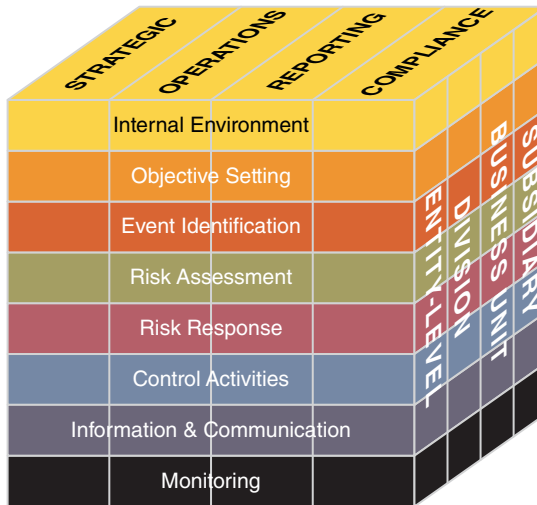 STRATEGIC
OPERATIONS
REPORTING
COMPLIANCE
Internal Environment
Objective Setting
Event Identification
Risk Assessment
Risk Response
Control Activities
Information & Communication
Monitoring
ENTITY-LEVEL
DIVISION
BUSINESS UNIT
SUBSIDIARY